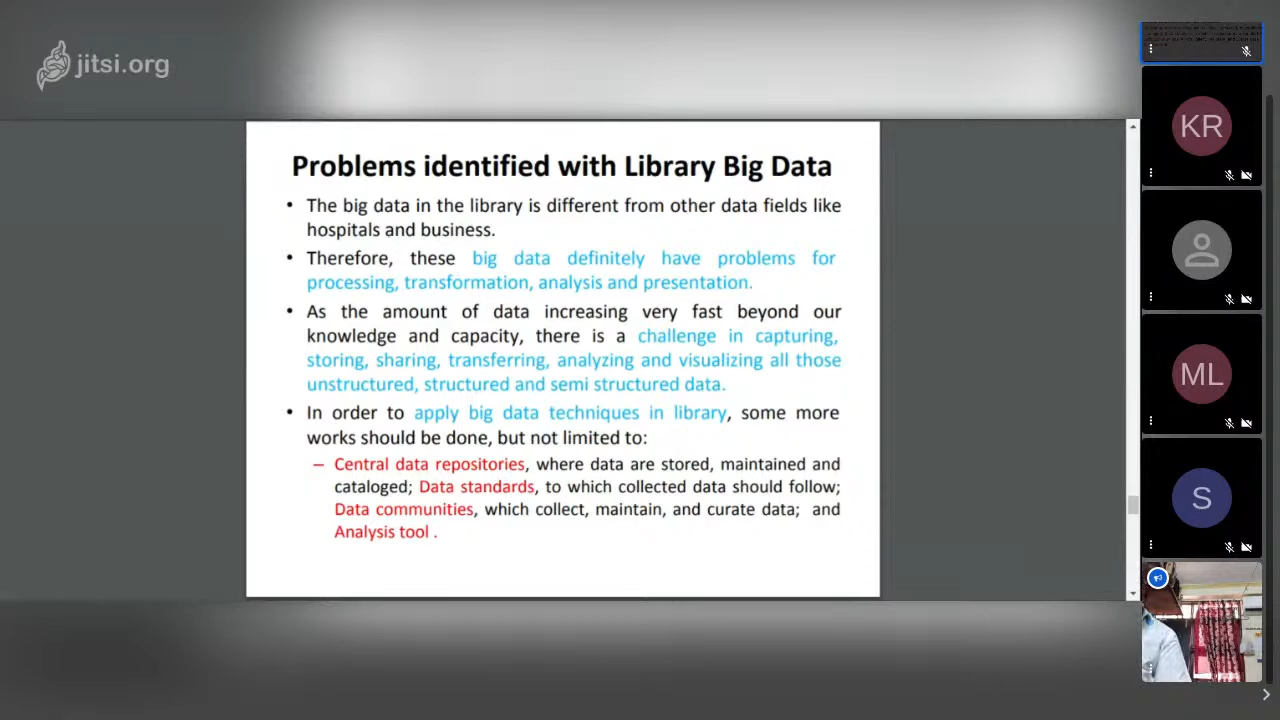 jitsi.org
Problems identified with Library Big Data
• The big data in the library is different from other data fields like
hospitals and business.
• Therefore, these big data definitely have problems for
processing, transformation, analysis and presentation.
• As the amount of data increasing very fast beyond our
knowledge and capacity, there is a challenge in capturing,
storing, sharing, transferring, analyzing and visualizing all those
unstructured, structured and semi structured data.
• In order to apply big data techniques in library, some more
works should be done, but not limited to:
– Central data repositories, where data are stored, maintained and
cataloged; Data standards, to which collected data should follow;
Data communities, which collect, maintain, and curate data; and
Analysis tool .
KR
ML
S